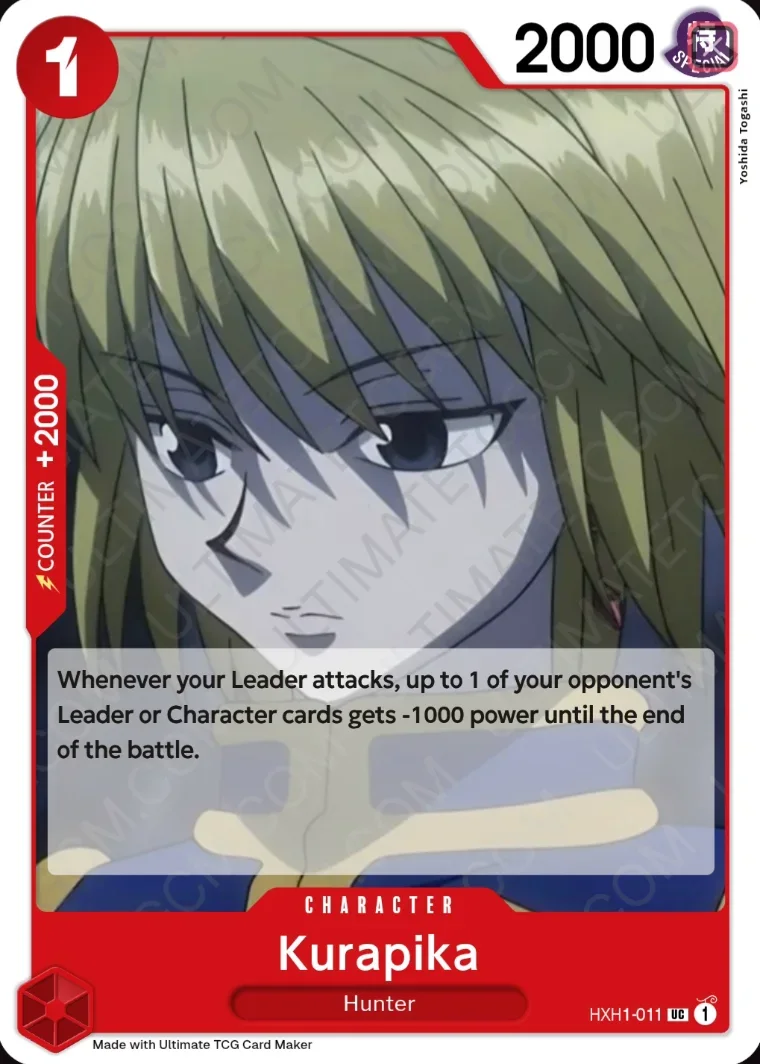 1
2000
特
SPECIAL
Yoshida Togashi
COUNTER +2000
Whenever your Leader attacks, up to 1 of your opponent's
Leader or Character cards gets -1000 power until the end
of the battle.
CHARACTER
Kurapika
Hunter
HXH1-011 UC 1
Made with Ultimate TCG Card Maker